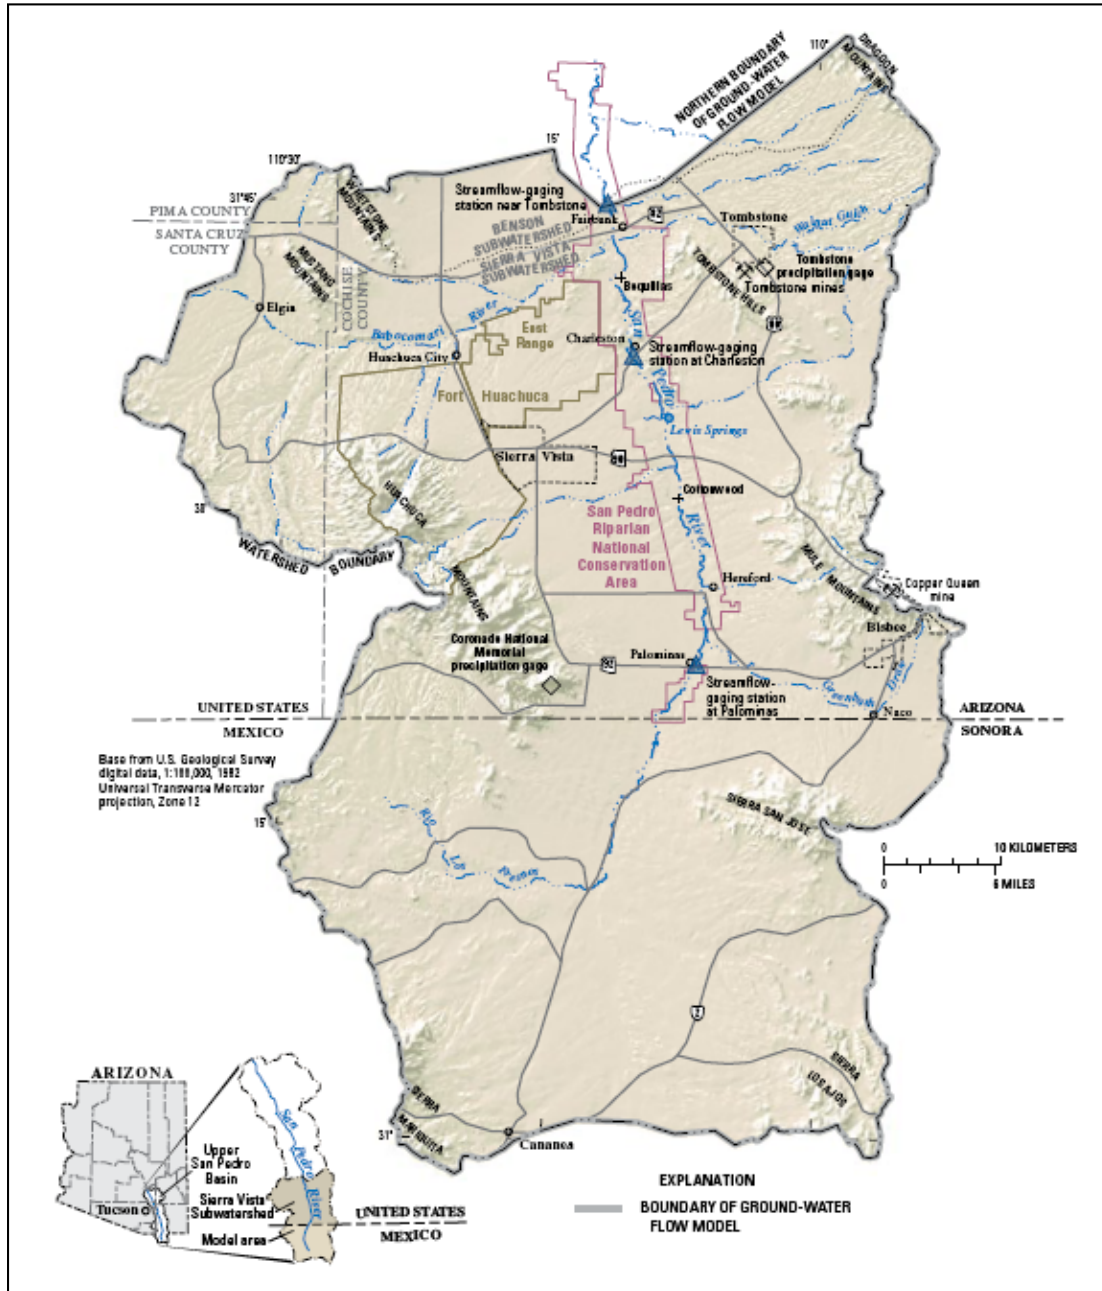 NORTHERN BOUNDARY
OF GROUND-WATER
FLOW MODEL
110°
DRAGOON
MOUNTAINS
15'
110°30'
31°45'
WHETSTONE
MOUNTAINS
Streamflow-gaging
station near Tombstone
PIMA COUNTY
SANTA CRUZ
COUNTY
COCHISE
COUNTY
BENSON
SUBWATERSHED
SIERRA VISTA
SUBWATERSHED
Fairbank
82
Tombstone
Walnut Gulch
Tombstone
precipitation gage
Tombstone mines
TOMBSTONE HILLS
MUSTANG
MOUNTAINS
Elgin
Babocomari
River
Boquillas
San
Pedro
River
East
Range
Huachuca City
Charleston
Streamflow-gaging
station at Charleston
Fort Huachuca
Lewis Springs
Sierra Vista
90
Cottonwood
HUACHUCA
MOUNTAINS
30'
WATERSHED BOUNDARY
San Pedro
Riparian
National
Conservation
Area
Hereford
MULE MOUNTAINS
Copper Queen
mine
Bisbee
Coronado National
Memorial
precipitation gage
92
Palominas
Streamflow-
gaging station
at Palominas
Greenbush
Draw
Naco
UNITED STATES
MEXICO
ARIZONA
SONORA
Base from U.S. Geological Survey
digital data, 1:100,000, 1982
Universal Transverse Mercator
projection, Zone 12
15'
SIERRA SAN JOSE
0 10 KILOMETERS
0 6 MILES
Rio
2
SIERRA
LOS AJOS
SIERRA
MARIQUITA
31°
Cananea
ARIZONA
Upper
San Pedro
Basin
Tucson
Sierra Vista
Subwatershed
Model area
San
Pedro
River
UNITED STATES
MEXICO
EXPLANATION
BOUNDARY OF GROUND-WATER
FLOW MODEL